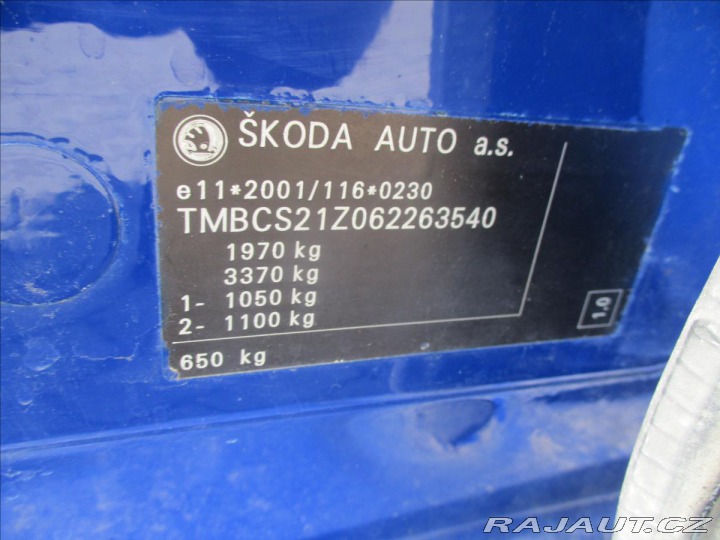 ŠKODA AUTO a.s.
e11*2001/116*0230
TMBCS21Z062263540
1970 kg
3370 kg
1- 1050 kg
2- 1100 kg
1.0
650 kg
RAJAUT.CZ